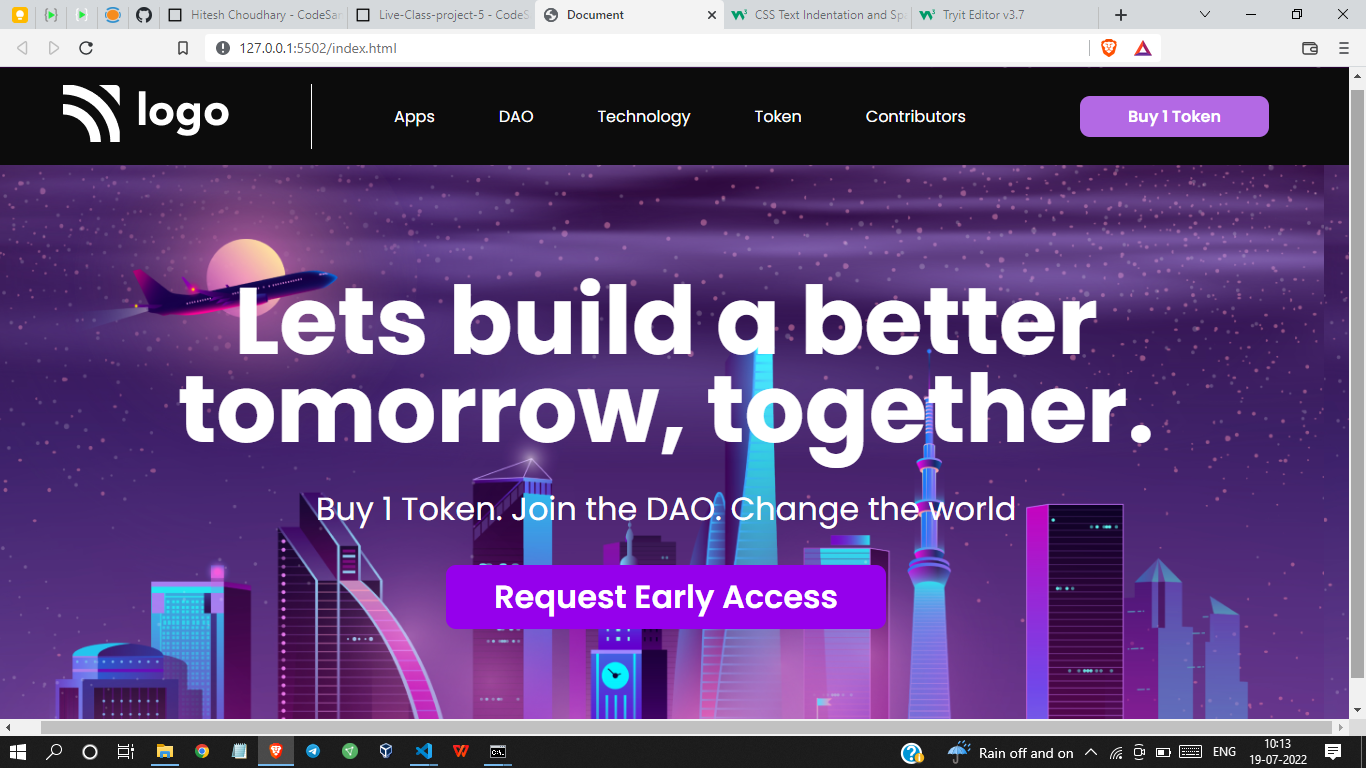 Hitesh Choudhary - CodeSan
Live-Class-project-5 - CodeS
Document
CSS Text Indentation and Sp
Tryit Editor v3.7
127.0.0.1:5502/index.html
logo
Apps
DAO
Technology
Token
Contributors
Buy 1 Token
Lets build a better
tomorrow, together.
Buy 1 Token. Join the DAO. Change the world
Request Early Access
Rain off and on
ENG
10:13
19-07-2022